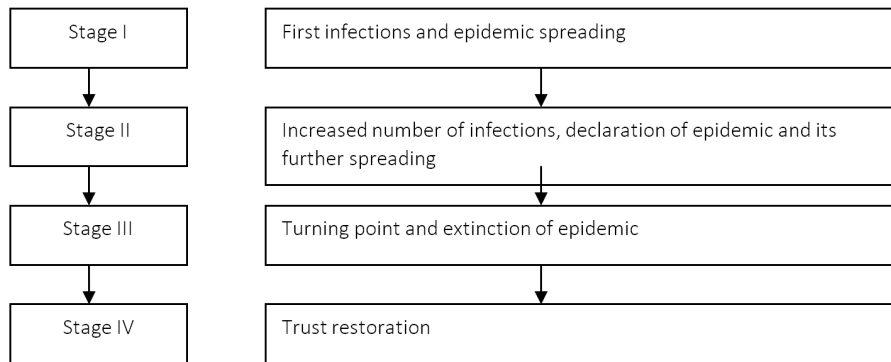 Stage I
First infections and epidemic spreading
Stage II
Increased number of infections, declaration of epidemic and its
further spreading
Stage III
Turning point and extinction of epidemic
Stage IV
Trust restoration